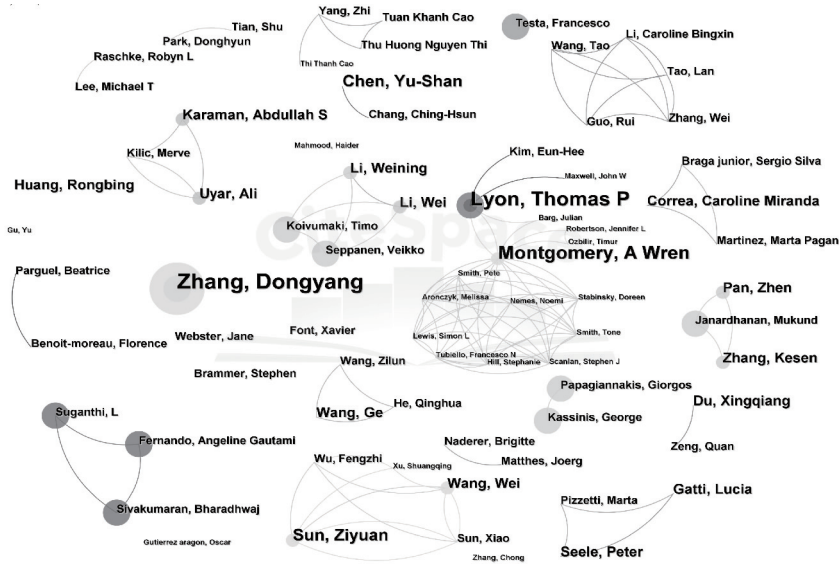 Yang, Zhi
Tuan Khanh Cao
Thu Huong Nguyen Thi
Thi Thanh Cao
Tian, Shu
Park, Donghyun
Raschke, Robyn L
Lee, Michael T
Testa, Francesco
Li, Caroline Bingxin
Wang, Tao
Tao, Lan
Guo, Rui
Zhang, Wei
Chen, Yu-Shan
Chang, Ching-Hsun
Karaman, Abdullah S
Kilic, Merve
Uyar, Ali
Huang, Rongbing
Mahmood, Haider
Li, Weining
Li, Wei
Koivumaki, Timo
Seppanen, Veikko
CiteSpace
Kim, Eun-Hee
Maxwell, John W
Lyon, Thomas P
Barg, Julian
Robertson, Jennifer L
Ozbilir, Timur
Montgomery, A Wren
Braga junior, Sergio Silva
Correa, Caroline Miranda
Martinez, Marta Pagan
Gu, Yu
Parguel, Beatrice
Benoit-moreau, Florence
Zhang, Dongyang
Smith, Pete
Aronczyk, Melissa
Nemes, Noemi
Stabinsky, Doreen
Lewis, Simon L
Smith, Tone
Tubiello, Francesco N
Hill, Stephanie
Scanlan, Stephen J
Pan, Zhen
Janardhanan, Mukund
Zhang, Kesen
Webster, Jane
Font, Xavier
Brammer, Stephen
Wang, Zilun
He, Qinghua
Wang, Ge
Papagiannakis, Giorgos
Kassinis, George
Du, Xingqiang
Zeng, Quan
Suganthi, L
Fernando, Angeline Gautami
Sivakumaran, Bharadhwaj
Gutierrez aragon, Oscar
Naderer, Brigitte
Matthes, Joerg
Wu, Fengzhi
Xu, Shuangqing
Wang, Wei
Sun, Ziyuan
Sun, Xiao
Zhang, Chong
Pizzetti, Marta
Gatti, Lucia
Seele, Peter